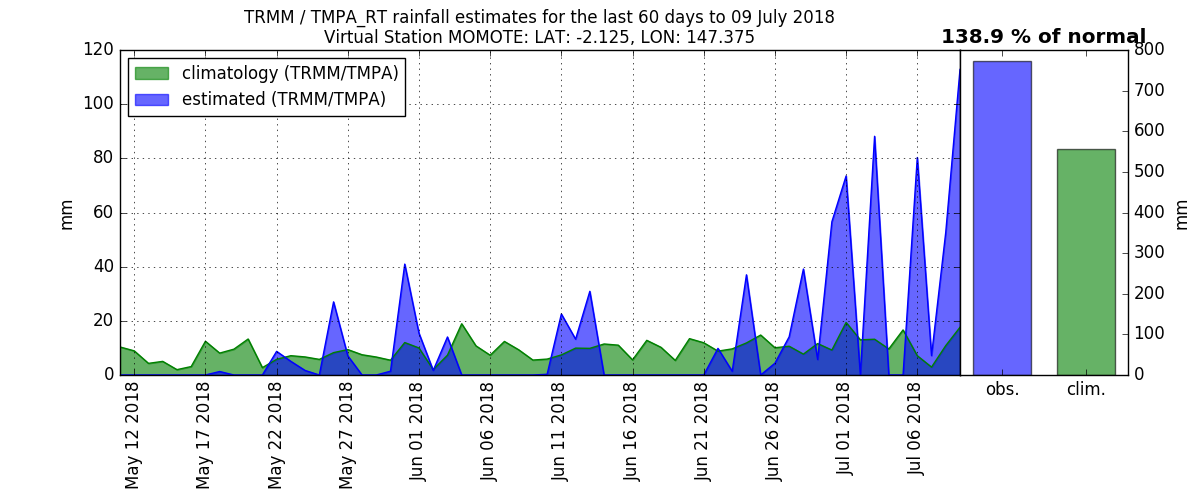 TRMM / TMPA_RT rainfall estimates for the last 60 days to 09 July 2018
Virtual Station MOMOTE: LAT: -2.125, LON: 147.375
138.9 % of normal
climatology (TRMM/TMPA)
estimated (TRMM/TMPA)
120
100
80
60
40
20
0
mm
May 12 2018
May 17 2018
May 22 2018
May 27 2018
Jun 01 2018
Jun 06 2018
Jun 11 2018
Jun 16 2018
Jun 21 2018
Jun 26 2018
Jul 01 2018
Jul 06 2018
obs.
clim.
800
700
600
500
400
300
200
100
0
mm